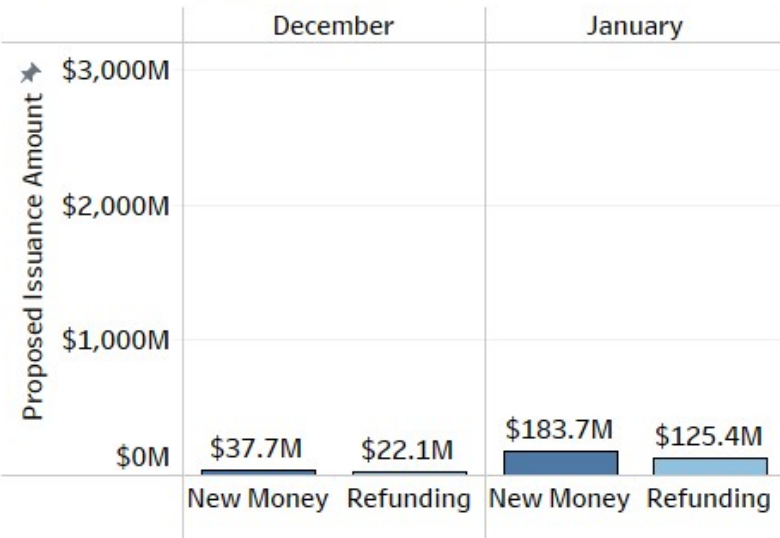 December
January
Proposed Issuance Amount
$3,000M
$2,000M
$1,000M
$0M
$37.7M
$22.1M
$183.7M
$125.4M
New Money
Refunding
New Money
Refunding